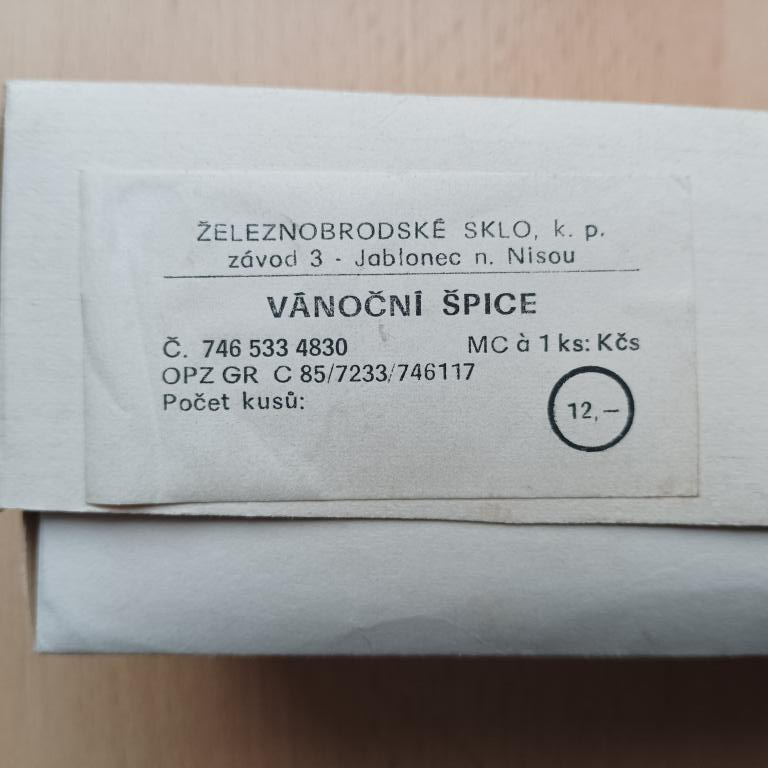 ŽELEZNOBRODSKÉ SKLO, k. p.
závod 3 - Jablonec n. Nisou
VÁNOČNÍ ŠPICE
Č. 746 533 4830 MC à 1 ks: Kčs
OPZ GR C 85/7233/746117
Počet kusů: 12,—